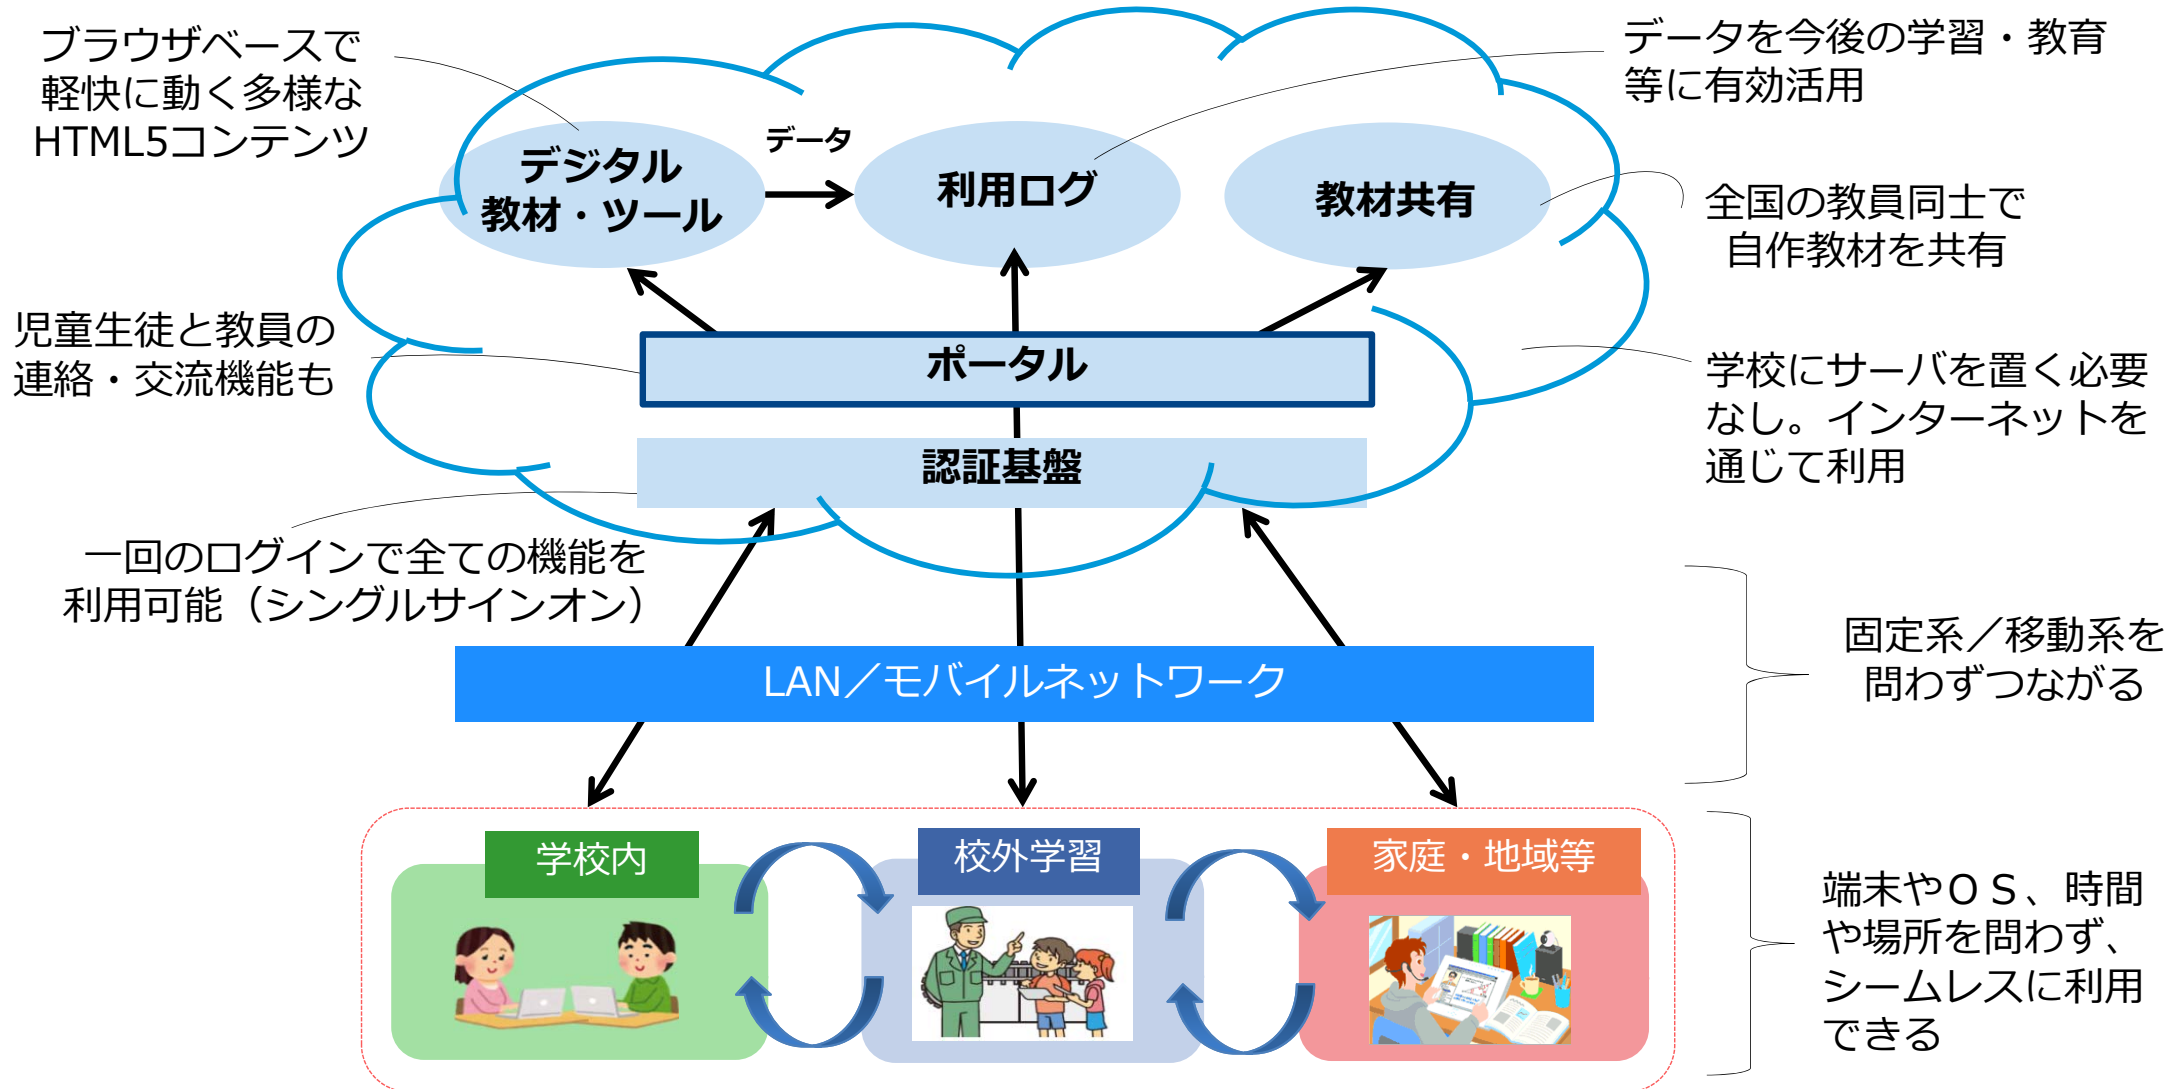 ブラウザベースで
軽快に動く多様な
HTML5コンテンツ
データを今後の学習・教育
等に有効活用
デジタル
教材・ツール
データ
利用ログ
教材共有
全国の教員同士で
自作教材を共有
児童生徒と教員の
連絡・交流機能も
ポータル
学校にサーバを置く必要
なし。インターネットを
通じて利用
認証基盤
一回のログインで全ての機能を
利用可能（シングルサインオン）
LAN／モバイルネットワーク
固定系／移動系を
問わずつながる
学校内
校外学習
家庭・地域等
端末やＯＳ、時間
や場所を問わず、
シームレスに利用
できる